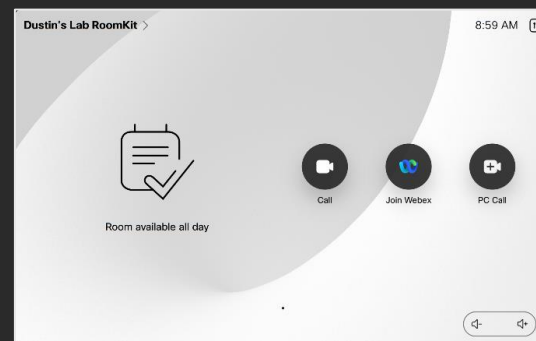 Dustin's Lab RoomKit
8:59 AM
Room available all day
Call
Join Webex
PC Call